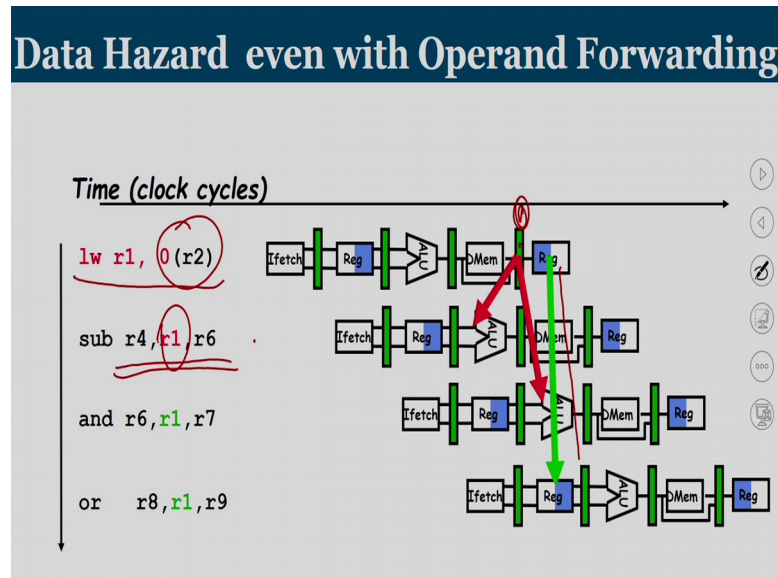 Data Hazard even with Operand Forwarding
Time (clock cycles)
lw r1, 0(r2)
Ifetch Reg ALU DMem Reg
sub r4,r1,r6
Ifetch Reg ALU DMem Reg
and r6,r1,r7
Ifetch Reg ALU DMem Reg
or r8,r1,r9
Ifetch Reg ALU DMem Reg